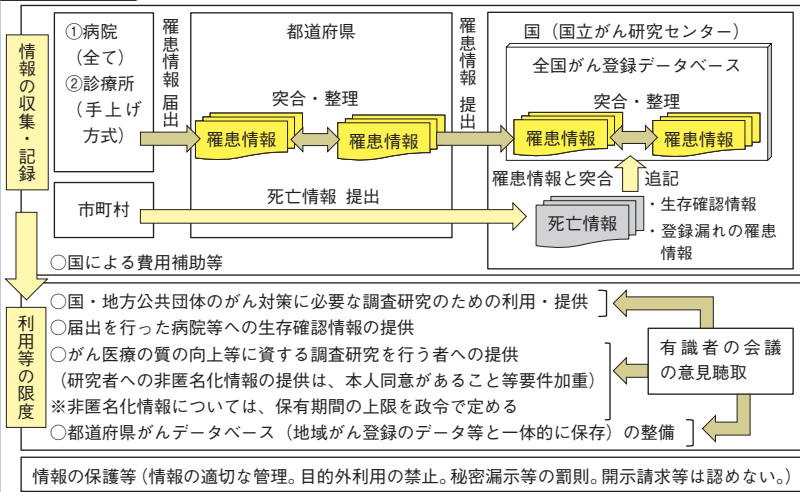 情報の収集・記録
①病院
（全て）
②診療所
（手上げ
方式）
罹患情報 届出
都道府県
突合・整理
罹患情報
罹患情報
罹患情報 提出
国（国立がん研究センター）
全国がん登録データベース
突合・整理
罹患情報
罹患情報
罹患情報と突合
追記
市町村
死亡情報 提出
死亡情報
・生存確認情報
・登録漏れの罹患
情報
○国による費用補助等
利用等の限度
○国・地方公共団体のがん対策に必要な調査研究のための利用・提供
○届出を行った病院等への生存確認情報の提供
○がん医療の質の向上等に資する調査研究を行う者への提供
（研究者への非匿名化情報の提供は、本人同意があること等要件加重）
※非匿名化情報については、保有期間の上限を政令で定める
○都道府県がんデータベース（地域がん登録のデータ等と一体的に保存）の整備
有識者の会議
の意見聴取
情報の保護等（情報の適切な管理。目的外利用の禁止。秘密漏示等の罰則。開示請求等は認めない。）